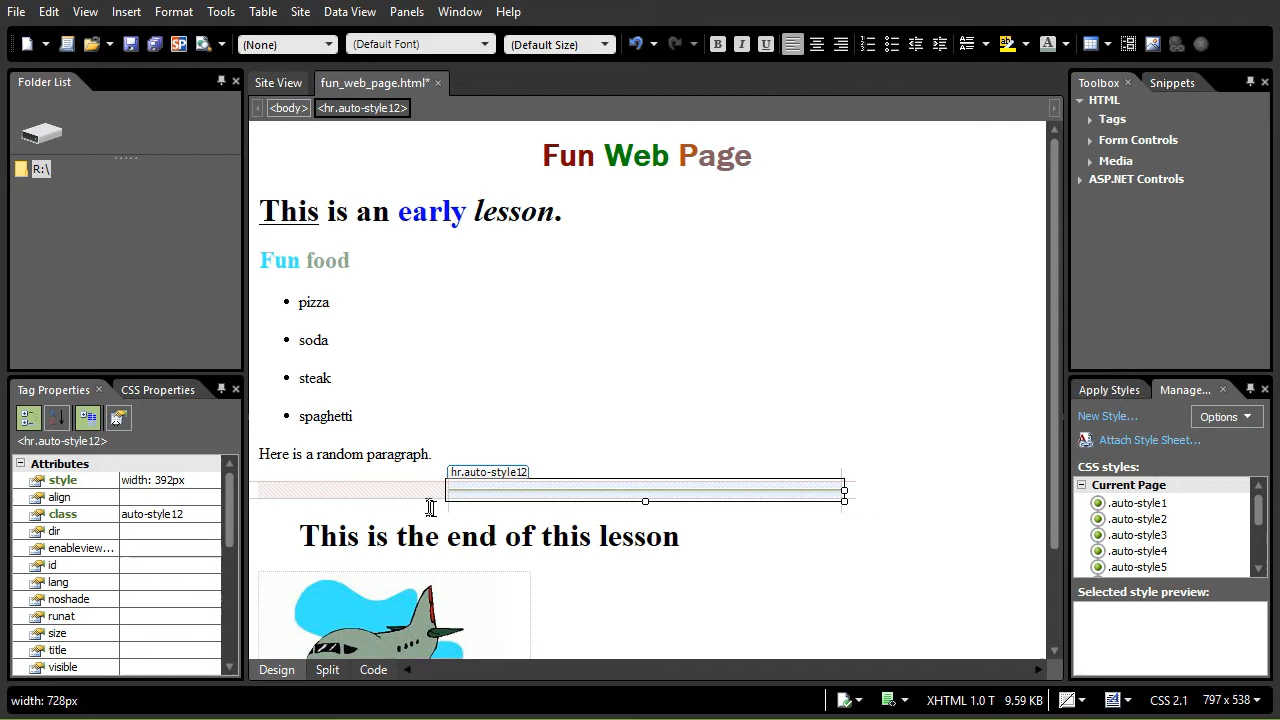 File Edit View Insert Format Tools Table Site Data View Panels Window Help
(None) (Default Font) (Default Size) B I U A
Folder List
R:\
Site View fun_web_page.html*
<body> <hr.auto-style12>
Fun Web Page
This is an early lesson.
Fun food
pizza
soda
steak
spaghetti
Here is a random paragraph.
hr.auto-style12
This is the end of this lesson
Design Split Code
Tag Properties CSS Properties
<hr.auto-style12>
Attributes
style width: 392px
align
class auto-style12
dir
enableview...
id
lang
noshade
runat
size
title
visible
Toolbox Snippets
HTML
Tags
Form Controls
Media
ASP.NET Controls
Apply Styles Manage...
New Style... Options
Attach Style Sheet...
CSS styles:
Current Page
.auto-style1
.auto-style2
.auto-style3
.auto-style4
.auto-style5
Selected style preview:
width: 728px XHTML 1.0 T 9.59 KB CSS 2.1 797 x 538